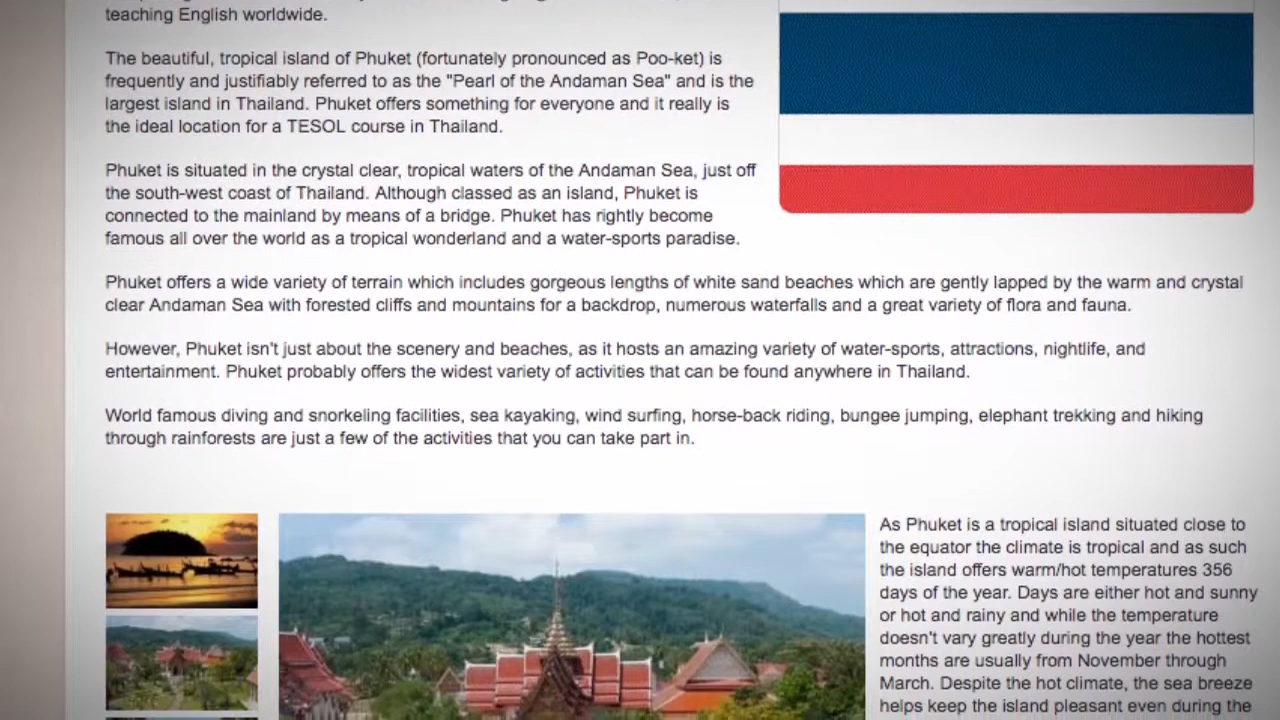 teaching English worldwide.
The beautiful, tropical island of Phuket (fortunately pronounced as Poo-ket) is
frequently and justifiably referred to as the "Pearl of the Andaman Sea" and is the
largest island in Thailand. Phuket offers something for everyone and it really is
the ideal location for a TESOL course in Thailand.
Phuket is situated in the crystal clear, tropical waters of the Andaman Sea, just off
the south-west coast of Thailand. Although classed as an island, Phuket is
connected to the mainland by means of a bridge. Phuket has rightly become
famous all over the world as a tropical wonderland and a water-sports paradise.
Phuket offers a wide variety of terrain which includes gorgeous lengths of white sand beaches which are gently lapped by the warm and crystal
clear Andaman Sea with forested cliffs and mountains for a backdrop, numerous waterfalls and a great variety of flora and fauna.
However, Phuket isn't just about the scenery and beaches, as it hosts an amazing variety of water-sports, attractions, nightlife, and
entertainment. Phuket probably offers the widest variety of activities that can be found anywhere in Thailand.
World famous diving and snorkeling facilities, sea kayaking, wind surfing, horse-back riding, bungee jumping, elephant trekking and hiking
through rainforests are just a few of the activities that you can take part in.
As Phuket is a tropical island situated close to
the equator the climate is tropical and as such
the island offers warm/hot temperatures 356
days of the year. Days are either hot and sunny
or hot and rainy and while the temperature
doesn't vary greatly during the year the hottest
months are usually from November through
March. Despite the hot climate, the sea breeze
helps keep the island pleasant even during the